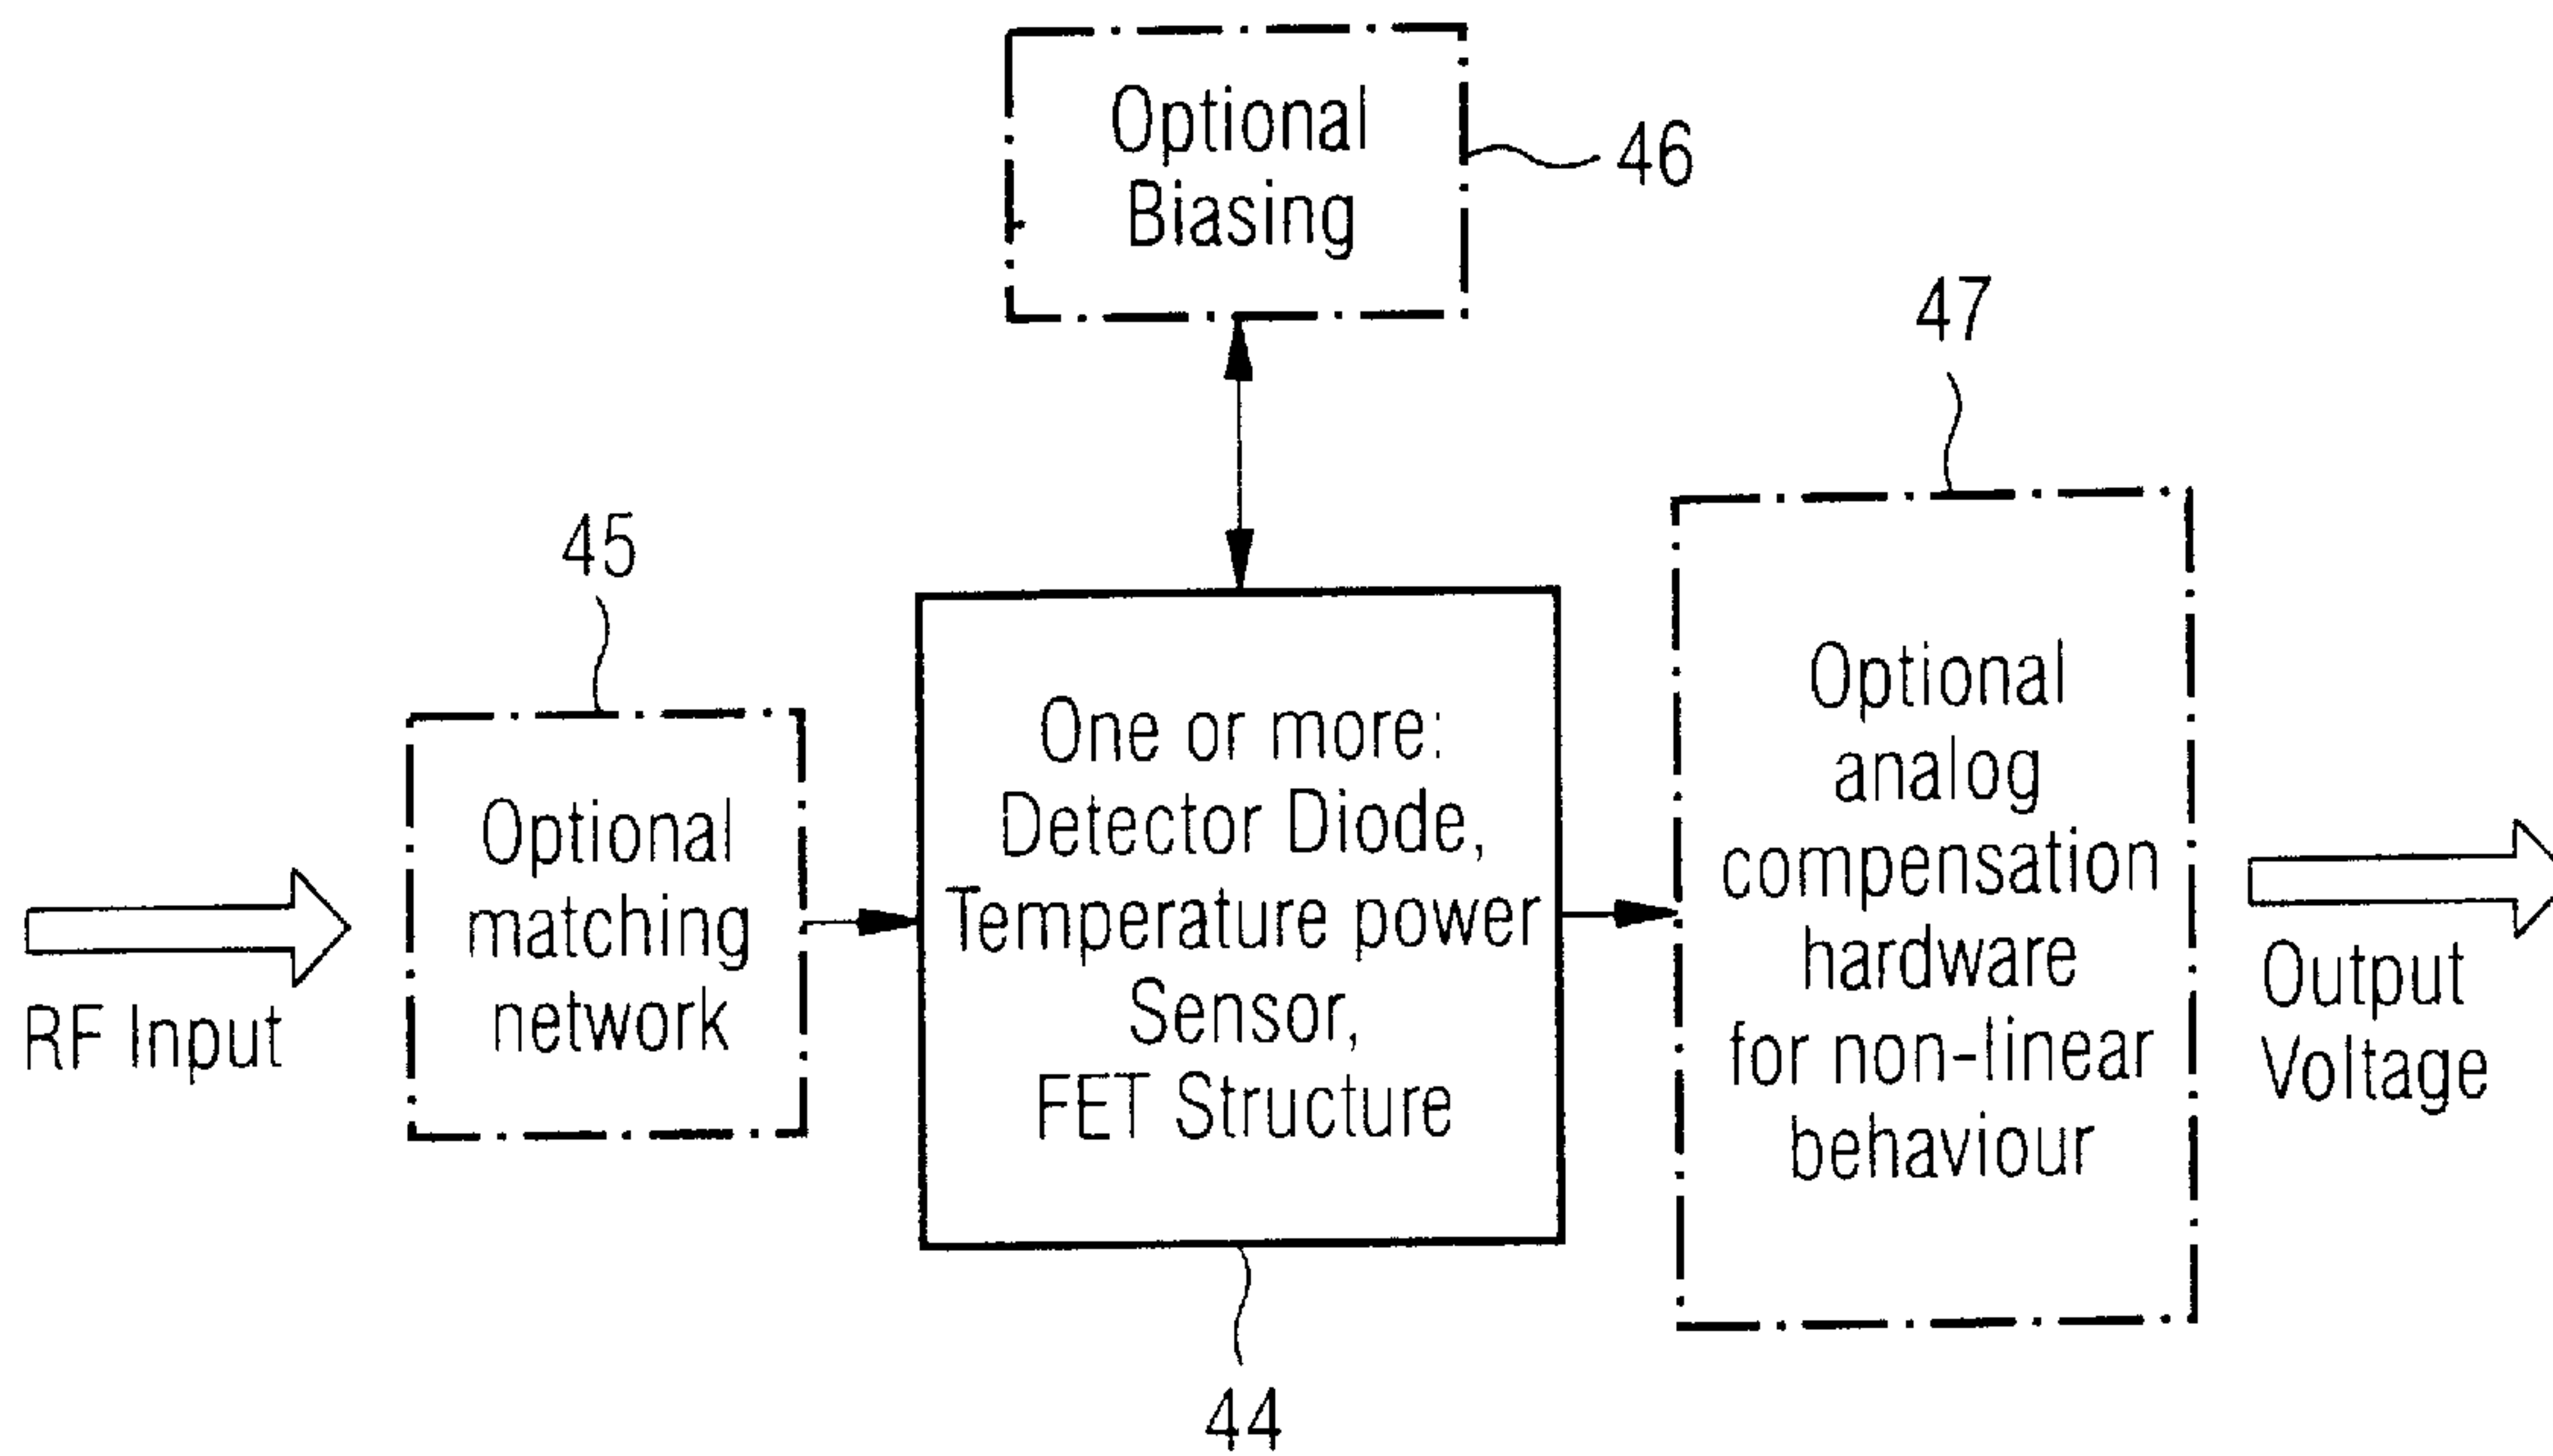 Optional
Biasing
46
47
45
One or more:
Detector Diode,
Temperature power
Sensor,
FET Structure
Optional
matching
network
Optional
analog
compensation
hardware
for non-linear
behaviour
RF Input
Output
Voltage
44